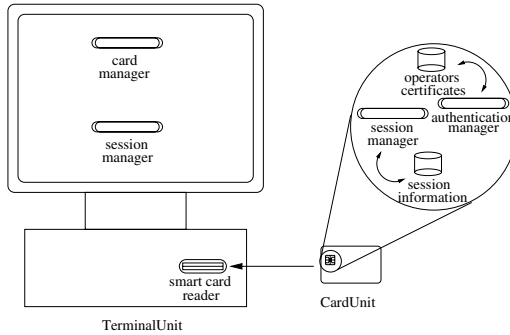 card
manager
session
manager
smart card
reader
TerminalUnit
operators
certificates
authentication
manager
session
manager
session
information
CardUnit